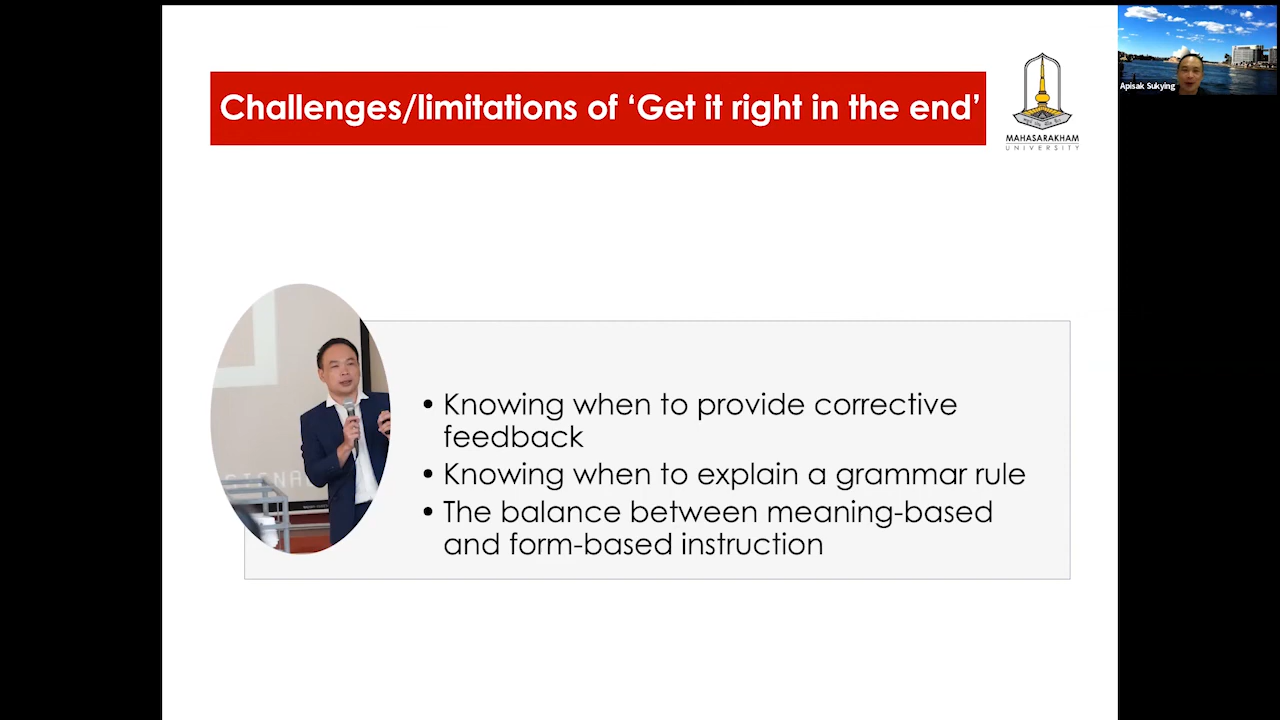 Challenges/limitations of ‘Get it right in the end’
MAHASARAKHAM
UNIVERSITY
Apisak Sukying
• Knowing when to provide corrective
feedback
• Knowing when to explain a grammar rule
• The balance between meaning-based
and form-based instruction